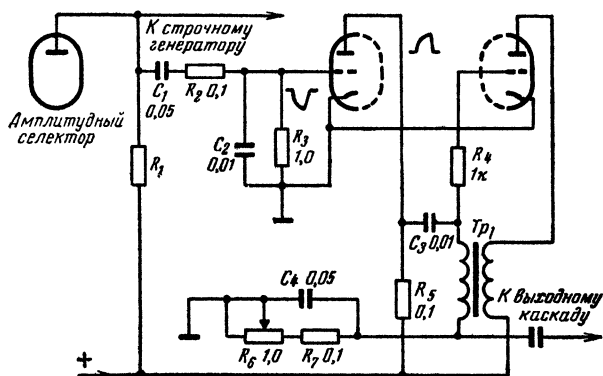 К строчному
генератору
Амплитудный
селектор
C₁
0,05
R₂ 0,1
R₁
C₂
0,01
R₃
1,0
R₄
1к
C₃ 0,01
Тр₁
C₄ 0,05
R₅
0,1
R₆ 1,0
R₇ 0,1
К выходному
каскаду
+